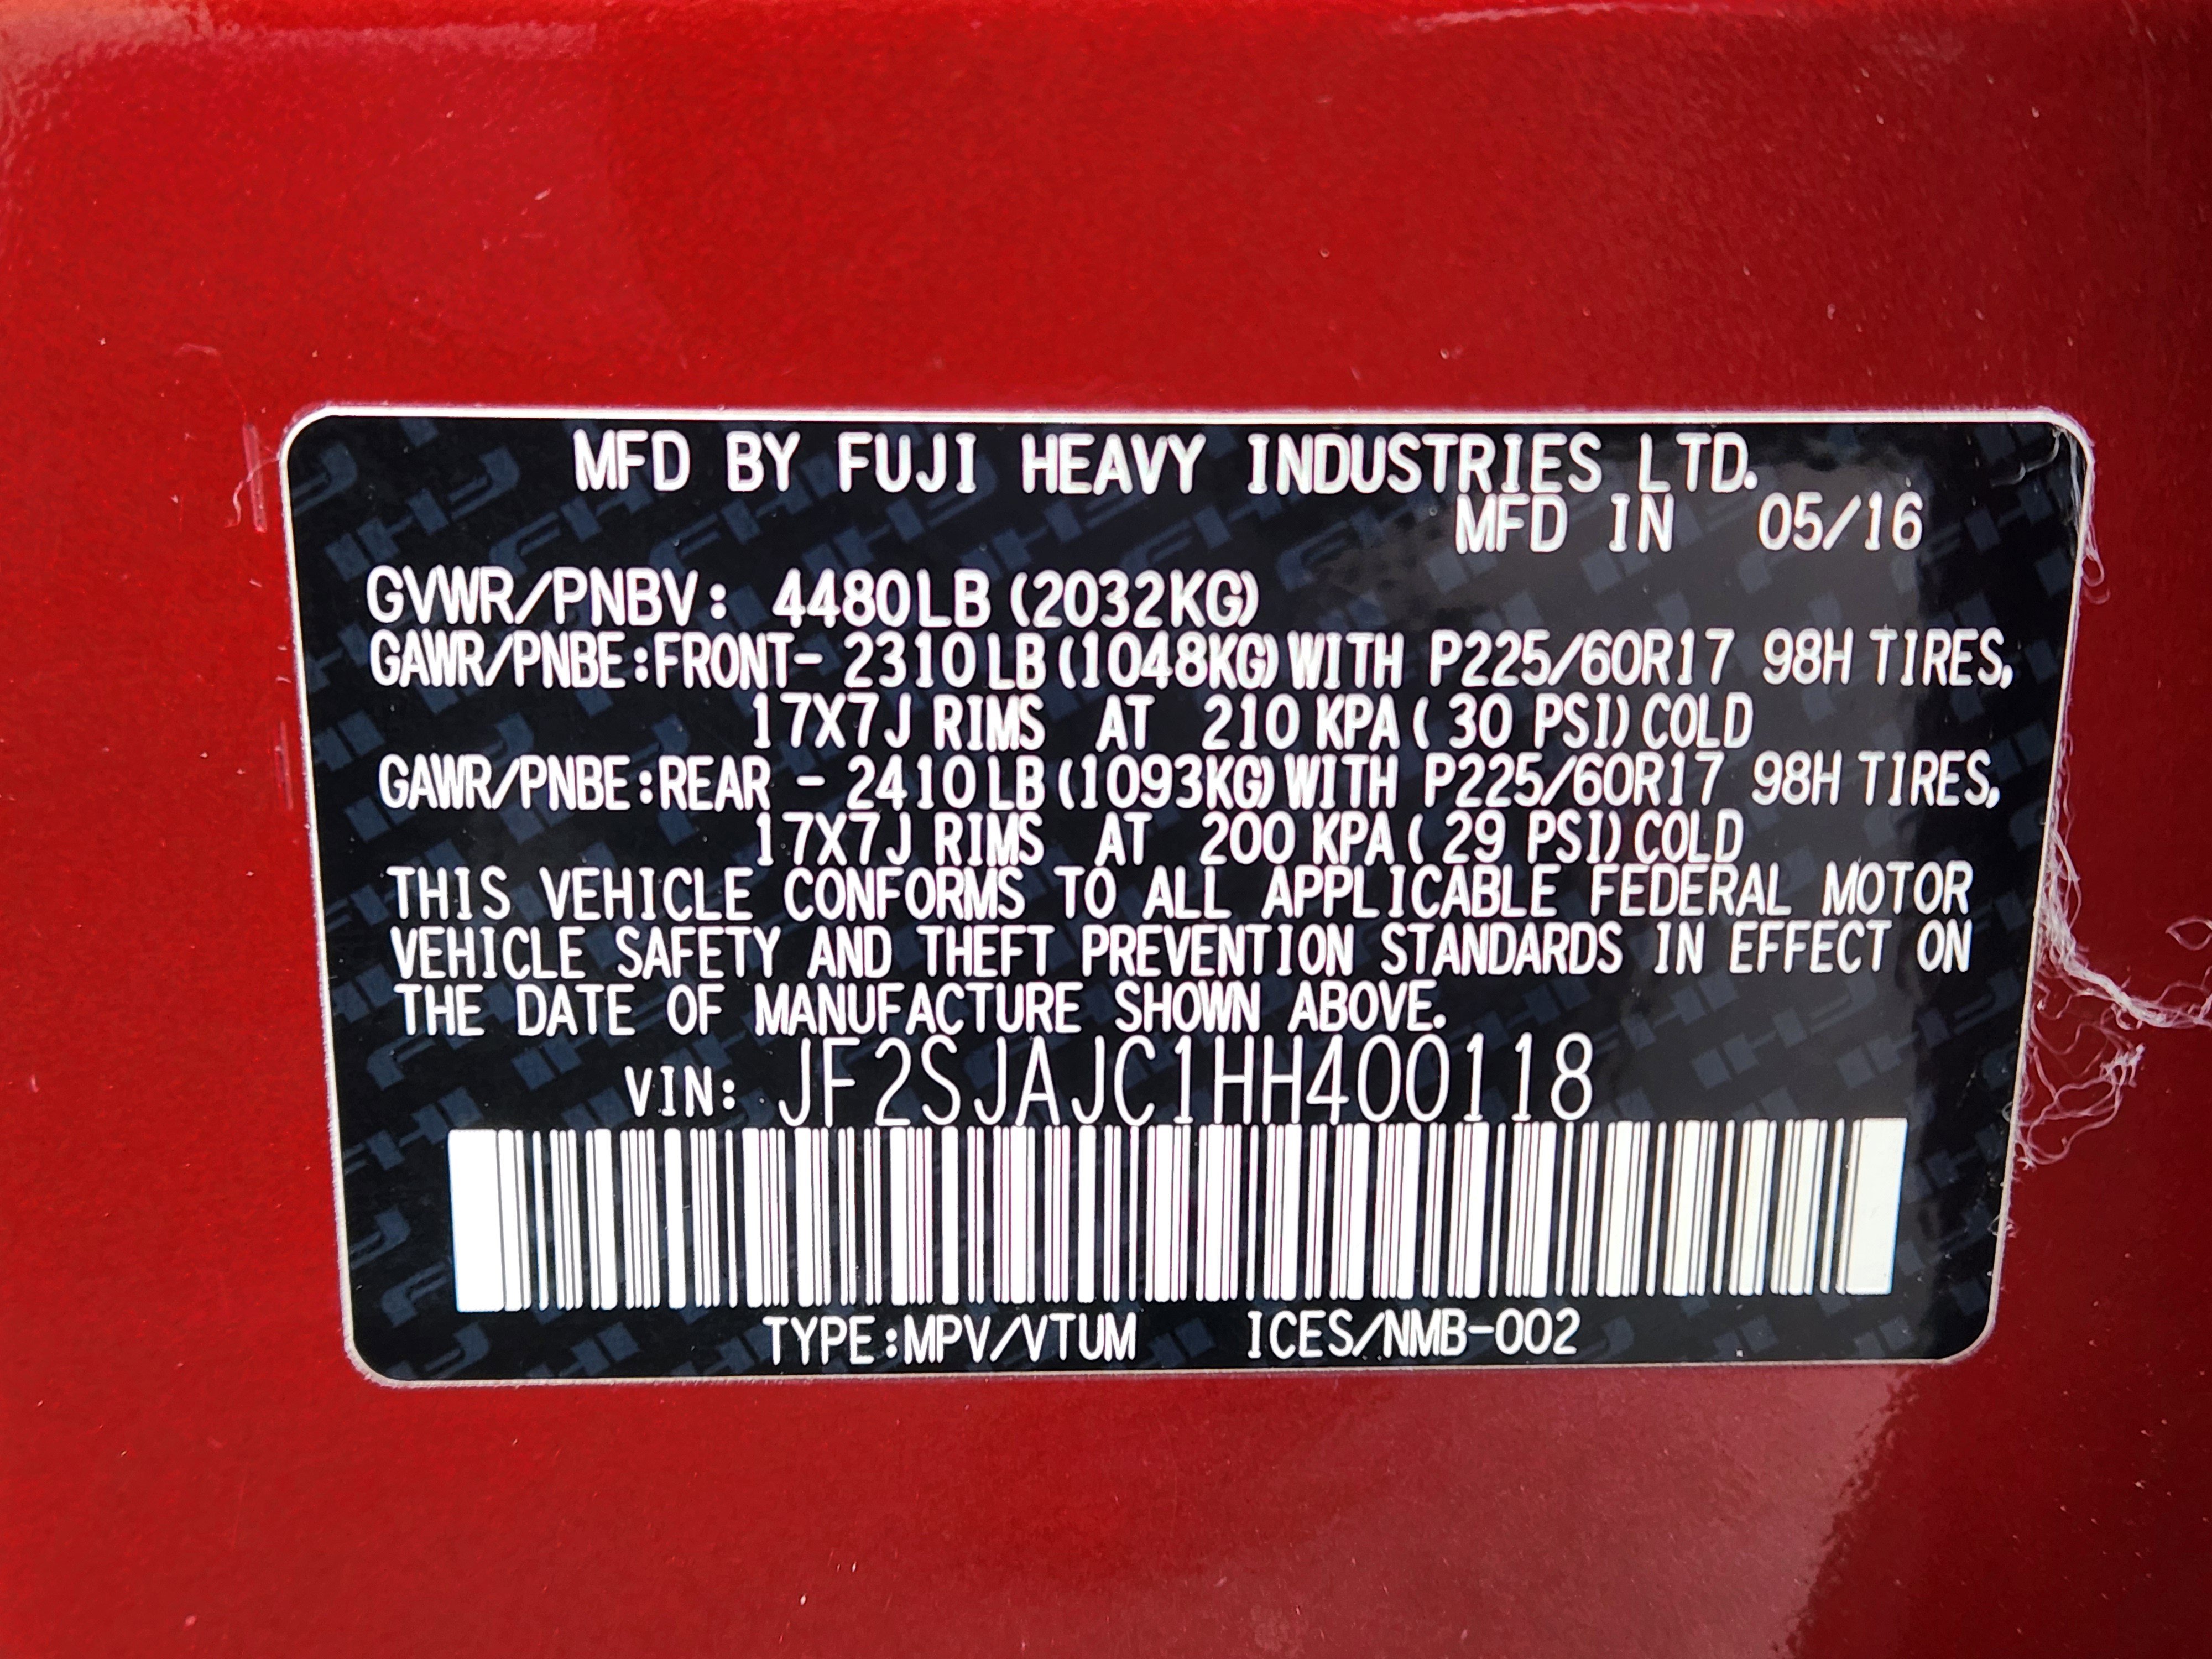 MFD BY FUJI HEAVY INDUSTRIES LTD.
MFD IN 05/16
GVWR/PNBV: 4480LB (2032KG)
GAWR/PNBE:FRONT- 2310LB(1048KG)WITH P225/60R17 98H TIRES,
17X7J RIMS AT 210 KPA( 30 PSI)COLD
GAWR/PNBE:REAR - 2410LB(1093KG)WITH P225/60R17 98H TIRES,
17X7J RIMS AT 200 KPA( 29 PSI)COLD
THIS VEHICLE CONFORMS TO ALL APPLICABLE FEDERAL MOTOR
VEHICLE SAFETY AND THEFT PREVENTION STANDARDS IN EFFECT ON
THE DATE OF MANUFACTURE SHOWN ABOVE.
VIN: JF2SJAJC1HH400118
TYPE:MPV/VTUM ICES/NMB-002